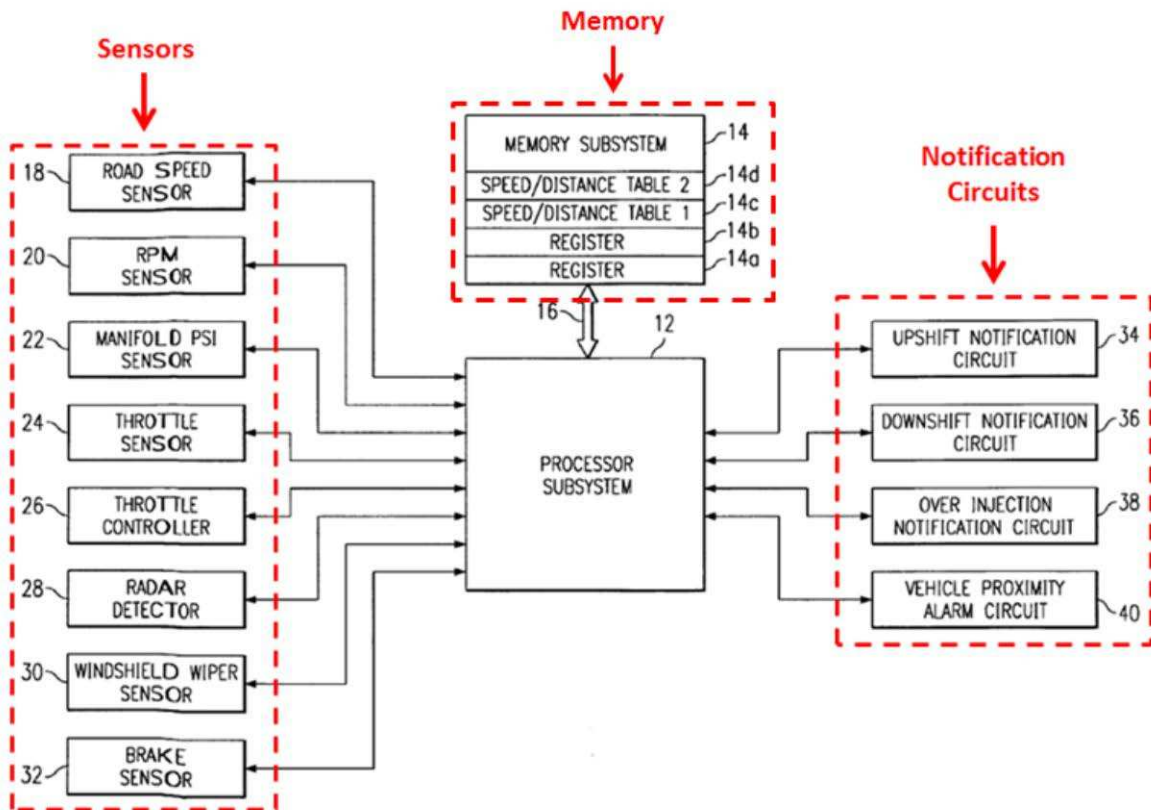 Memory
Sensors
Notification
Circuits
18
ROAD SPEED
SENSOR
20
RPM
SENSOR
22
MANIFOLD PSI
SENSOR
24
THROTTLE
SENSOR
26
THROTTLE
CONTROLLER
28
RADAR
DETECTOR
30
WINDSHIELD WIPER
SENSOR
32
BRAKE
SENSOR
MEMORY SUBSYSTEM
14
SPEED/DISTANCE TABLE 2
14d
SPEED/DISTANCE TABLE 1
14c
REGISTER
14b
REGISTER
14a
16
12
PROCESSOR
SUBSYSTEM
UPSHIFT NOTIFICATION
CIRCUIT
34
DOWNSHIFT NOTIFICATION
CIRCUIT
36
OVER INJECTION
NOTIFICATION CIRCUIT
38
VEHICLE PROXIMITY
ALARM CIRCUIT
40